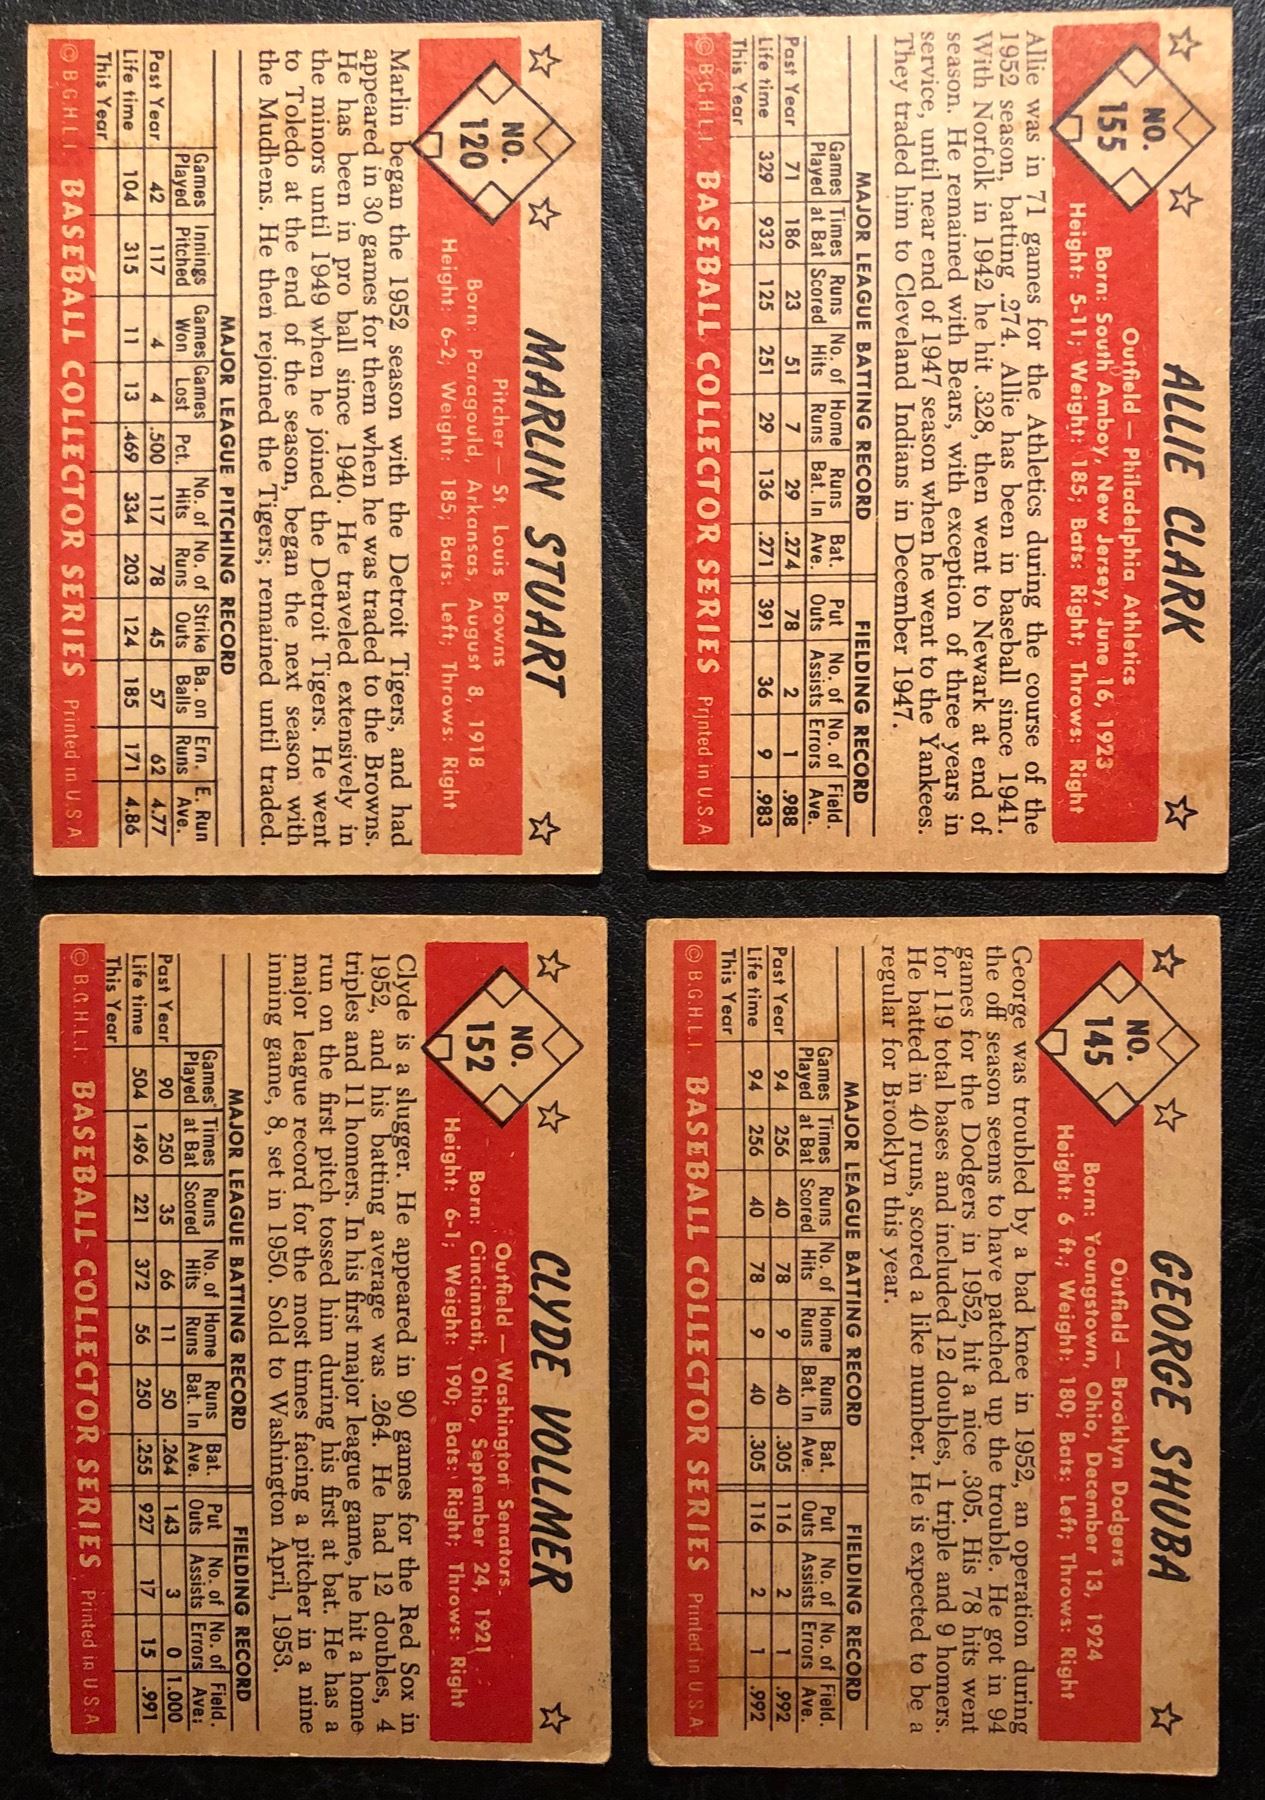 NO.
155
ALLIE CLARK
Outfield — Philadelphia Athletics
Born: South Amboy, New Jersey, June 16, 1923
Height: 5-11; Weight: 185; Bats: Right; Throws: Right
Allie was in 71 games for the Athletics during the course of the
1952 season, batting .274. Allie has been in baseball since 1941.
With Norfolk in 1942 he hit .328, then went to Newark at end of
season. He remained with Bears, with exception of three years in
service, until near end of 1947 season when he went to the Yankees.
They traded him to Cleveland Indians in December 1947.
MAJOR LEAGUE BATTING RECORD FIELDING RECORD
Games Times Runs No. of Home Runs Bat. Put No. of No. of Field.
Played at Bat Scored Hits Runs Bat. In Ave. Outs Assists Errors Ave.
Past Year 71 186 23 51 7 29 .274 78 2 1 .988
Life time 329 932 125 251 29 136 .271 391 36 9 .983
This Year
© B.G.H.L.I. BASEBALL COLLECTOR SERIES Printed in U.S.A.
NO.
145
GEORGE SHUBA
Outfield — Brooklyn Dodgers
Born: Youngstown, Ohio, December 13, 1924
Height: 6 ft.; Weight: 180; Bats: Left; Throws: Right
George was troubled by a bad knee in 1952, an operation during
the off season seems to have patched up the trouble. He got in 94
games for the Dodgers in 1952, hit a nice .305. His 78 hits went
for 119 total bases and included 12 doubles, 1 triple and 9 homers.
He batted in 40 runs, scored a like number. He is expected to be a
regular for Brooklyn this year.
MAJOR LEAGUE BATTING RECORD FIELDING RECORD
Games Times Runs No. of Home Runs Bat. Put No. of No. of Field.
Played at Bat Scored Hits Runs Bat. In Ave. Outs Assists Errors Ave.
Past Year 94 256 40 78 9 40 .305 116 2 1 .992
Life time 94 256 40 78 9 40 .305 116 2 1 .992
This Year
© B.G.H.L.I. BASEBALL COLLECTOR SERIES Printed in U.S.A.
NO.
120
MARLIN STUART
Pitcher — St. Louis Browns
Born: Paragould, Arkansas, August 8, 1918
Height: 6-2; Weight: 185; Bats: Left; Throws: Right
Marlin began the 1952 season with the Detroit Tigers, and had
appeared in 30 games for them when he was traded to the Browns.
He has been in pro ball since 1940. He traveled extensively in
the minors until 1949 when he joined the Detroit Tigers. He went
to Toledo at the end of the season, began the next season with
the Mudhens. He then rejoined the Tigers; remained until traded.
MAJOR LEAGUE PITCHING RECORD
Games Innings Games Games No. of No. of Strike Ba. on Ern. E. Run
Played Pitched Won Lost Pct. Hits Runs Outs Balls Runs Ave.
Past Year 42 117 4 4 .500 117 78 45 57 62 4.77
Life time 104 315 11 13 .469 334 203 124 185 171 4.86
This Year
© B.G.H.L.I. BASEBALL COLLECTOR SERIES Printed in U.S.A.
NO.
152
CLYDE VOLLMER
Outfield — Washington Senators
Born: Cincinnati, Ohio, September 24, 1921
Height: 6-1; Weight: 190; Bats: Right; Throws: Right
Clyde is a slugger. He appeared in 90 games for the Red Sox in
1952, and his batting average was .264. He had 12 doubles, 4
triples and 11 homers. In his first major league game, he hit a home
run on the first pitch tossed him during his first at bat. He has a
major league record for the most times facing a pitcher in a nine
inning game, 8, set in 1950. Sold to Washington April, 1953.
MAJOR LEAGUE BATTING RECORD FIELDING RECORD
Games Times Runs No. of Home Runs Bat. Put No. of No. of Field.
Played at Bat Scored Hits Runs Bat. In Ave. Outs Assists Errors Ave.
Past Year 90 250 35 66 11 50 .264 143 3 0 1.000
Life time 504 1496 221 372 56 250 .255 927 17 15 .991
This Year
© B.G.H.L.I. BASEBALL COLLECTOR SERIES Printed in U.S.A.